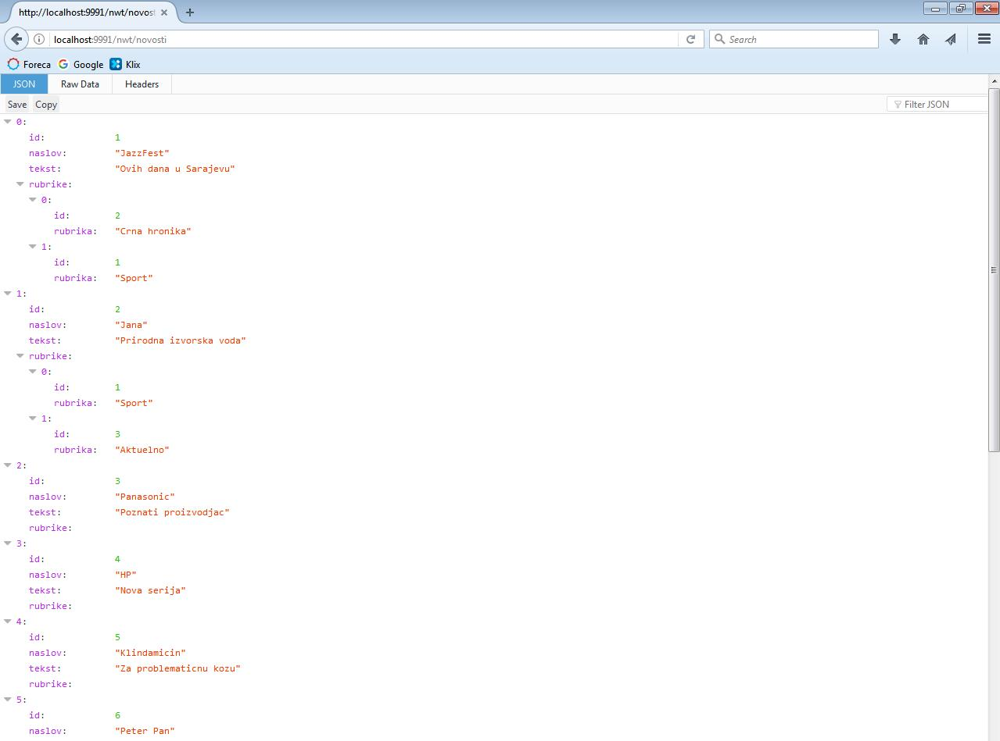 http://localhost:9991/nwt/novost
localhost:9991/nwt/novosti
Search
Foreca Google Klix
JSON Raw Data Headers
Save Copy
Filter JSON
0:
id: 1
naslov: "JazzFest"
tekst: "Ovih dana u Sarajevu"
rubrike:
0:
id: 2
rubrika: "Crna hronika"
1:
id: 1
rubrika: "Sport"
1:
id: 2
naslov: "Jana"
tekst: "Prirodna izvorska voda"
rubrike:
0:
id: 1
rubrika: "Sport"
1:
id: 3
rubrika: "Aktuelno"
2:
id: 3
naslov: "Panasonic"
tekst: "Poznati proizvodjac"
rubrike:
3:
id: 4
naslov: "HP"
tekst: "Nova serija"
rubrike:
4:
id: 5
naslov: "Klindamicin"
tekst: "Za problematicnu kozu"
rubrike:
5:
id: 6
naslov: "Peter Pan"